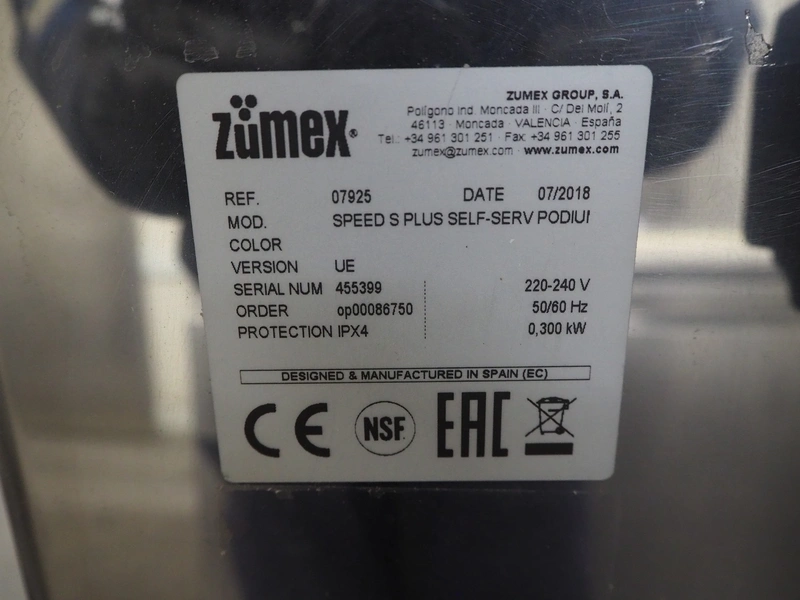 zümex®
ZUMEX GROUP, S.A.
Polígono Ind. Moncada III · C/ Del Molí, 2
46113 · Moncada · VALENCIA · España
Tel.: +34 961 301 251 · Fax: +34 961 301 255
zumex@zumex.com · www.zumex.com
REF. 07925 DATE 07/2018
MOD. SPEED S PLUS SELF-SERV PODIUI
COLOR
VERSION UE
SERIAL NUM 455399 220-240 V
ORDER op00086750 50/60 Hz
PROTECTION IPX4 0,300 kW
DESIGNED & MANUFACTURED IN SPAIN (EC)
CE NSF. EAC